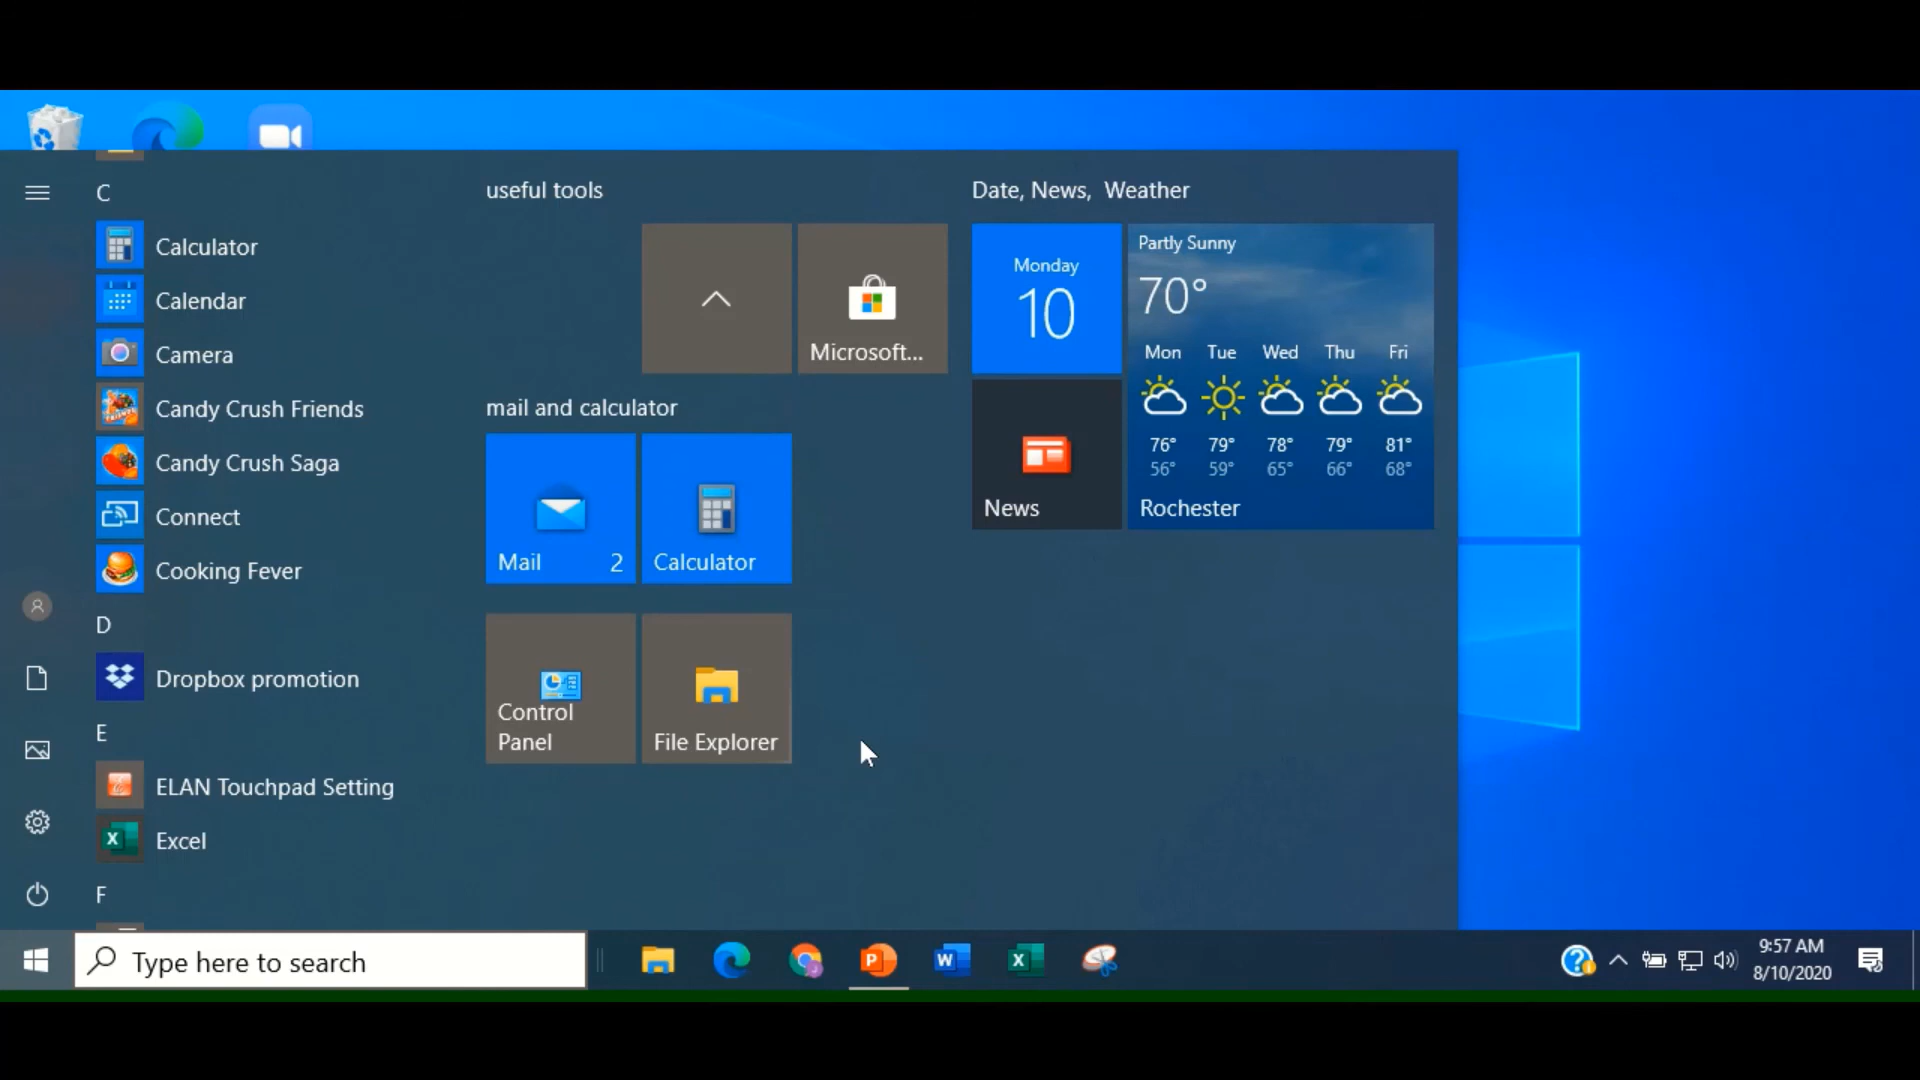 C
Calculator
Calendar
Camera
Candy Crush Friends
Candy Crush Saga
Connect
Cooking Fever
D
Dropbox promotion
E
ELAN Touchpad Setting
Excel
F
useful tools
Microsoft...
mail and calculator
Mail 2
Calculator
Control
Panel
File Explorer
Date, News, Weather
Monday
10
News
Partly Sunny
70°
Mon Tue Wed Thu Fri
76° 79° 78° 79° 81°
56° 59° 65° 66° 68°
Rochester
Type here to search
P
W
X
9:57 AM
8/10/2020